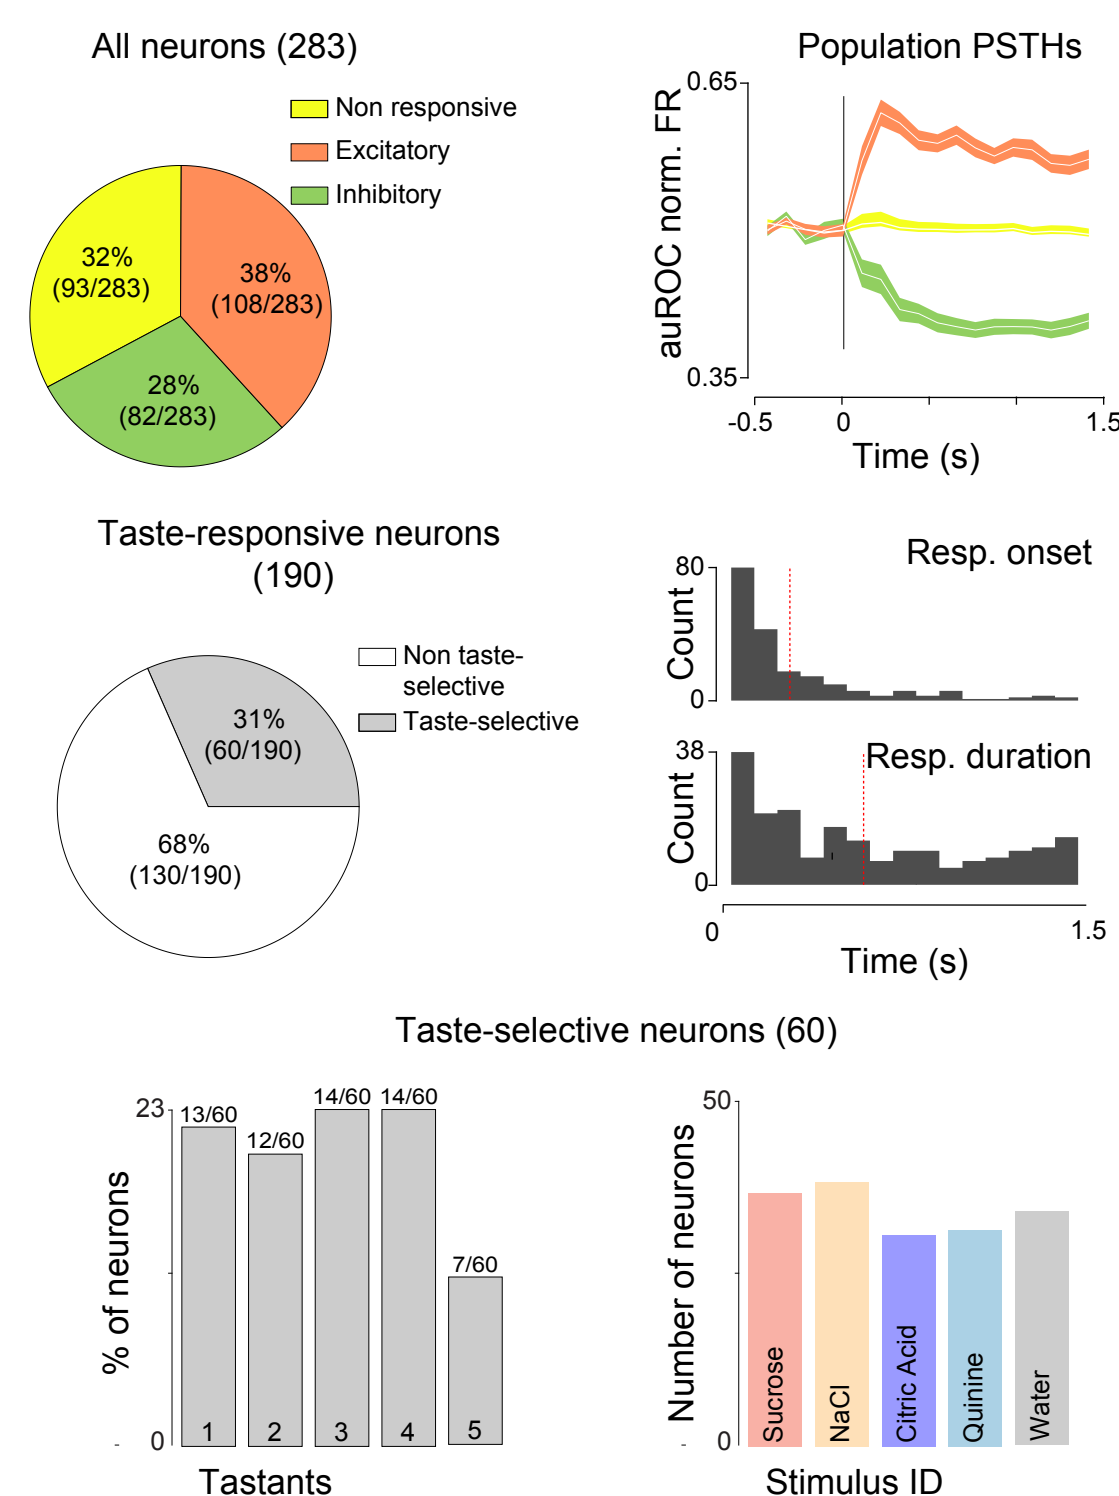 All neurons (283)
Non responsive
Excitatory
Inhibitory
32%
(93/283)
38%
(108/283)
28%
(82/283)
Population PSTHs
auROC norm. FR
0.65
0.35
-0.5
0
1.5
Time (s)
Taste-responsive neurons
(190)
Non taste-
selective
Taste-selective
31%
(60/190)
68%
(130/190)
Resp. onset
Count
80
0
Resp. duration
Count
38
0
0
1.5
Time (s)
Taste-selective neurons (60)
% of neurons
23
0
13/60
12/60
14/60
14/60
7/60
1
2
3
4
5
Tastants
Number of neurons
50
0
Sucrose
NaCl
Citric Acid
Quinine
Water
Stimulus ID